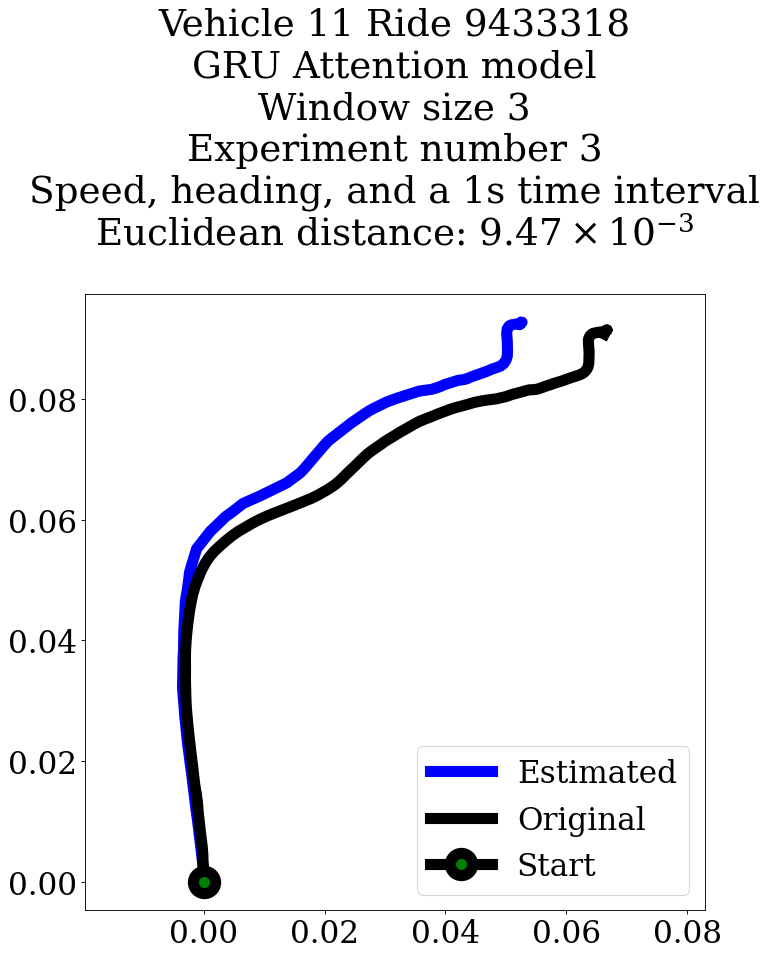 Vehicle 11 Ride 9433318
GRU Attention model
Window size 3
Experiment number 3
Speed, heading, and a 1s time interval
Euclidean distance: 9.47 × 10⁻³
0.08
0.06
0.04
0.02
0.00
Estimated
Original
Start
0.00 0.02 0.04 0.06 0.08